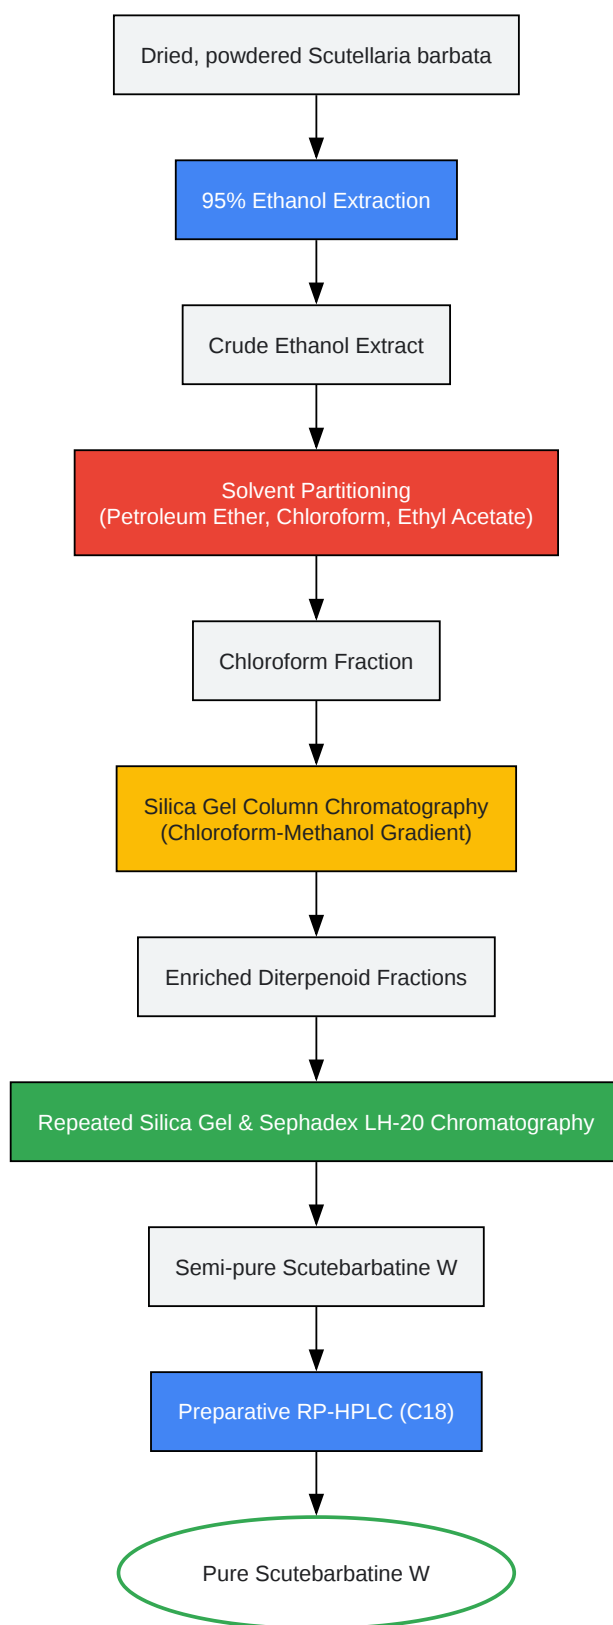 Dried, powdered Scutellaria barbata
95% Ethanol Extraction
Crude Ethanol Extract
Solvent Partitioning
(Petroleum Ether, Chloroform, Ethyl Acetate)
Chloroform Fraction
Silica Gel Column Chromatography
(Chloroform-Methanol Gradient)
Enriched Diterpenoid Fractions
Repeated Silica Gel & Sephadex LH-20 Chromatography
Semi-pure Scutebarbatine W
Preparative RP-HPLC (C18)
Pure Scutebarbatine W